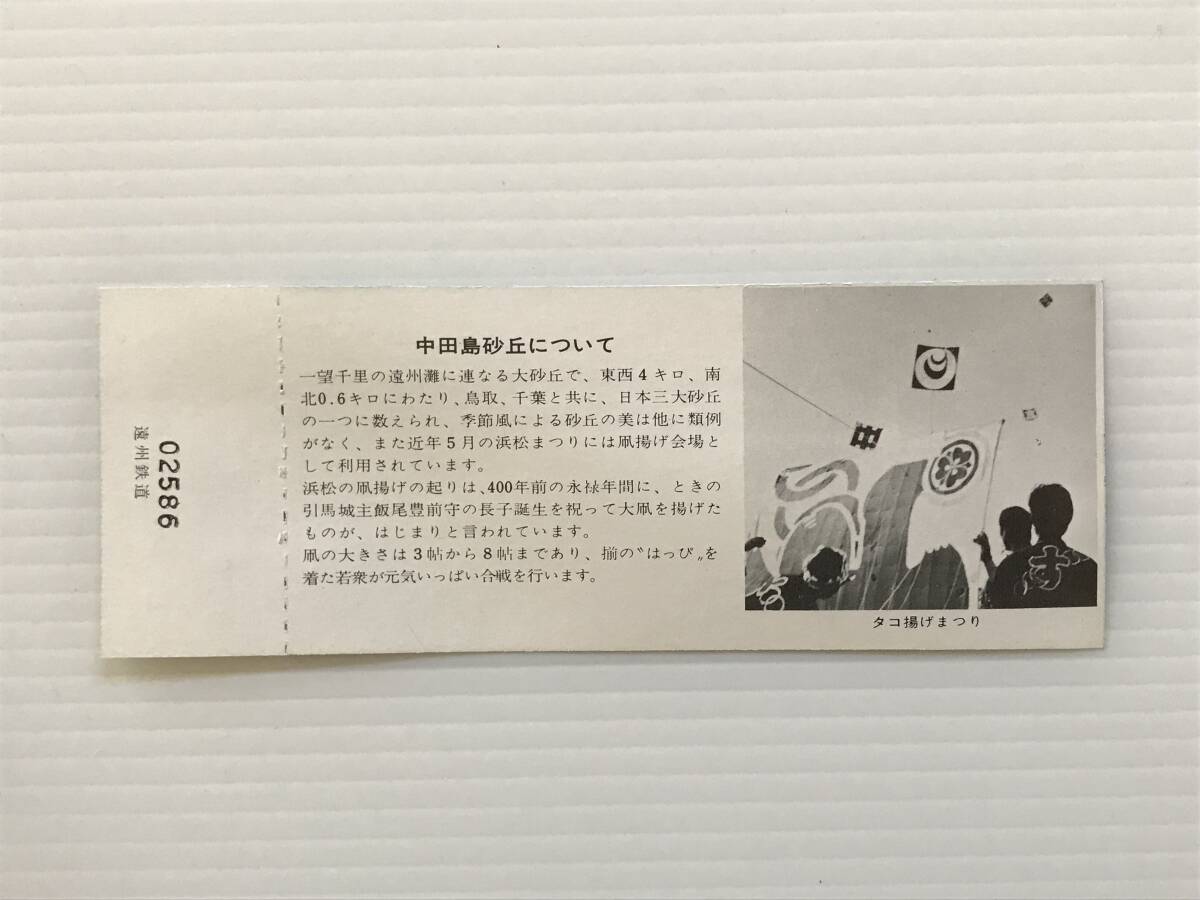 中田島砂丘について
一望千里の遠州灘に連なる大砂丘で、東西4キロ、南
北0.6キロにわたり、鳥取、千葉と共に、日本三大砂丘
の一つに数えられ、季節風による砂丘の美は他に類例
がなく、また近年5月の浜松まつりには凧揚げ会場と
して利用されています。
浜松の凧揚げの起りは、400年前の永禄年間に、ときの
引馬城主飯尾豊前守の長子誕生を祝って大凧を揚げた
ものが、はじまりと言われています。
凧の大きさは3帖から8帖まであり、揃の〝はっぴ〟を
着た若衆が元気いっぱい合戦を行います。
タコ揚げまつり
02586
遠州鉄道